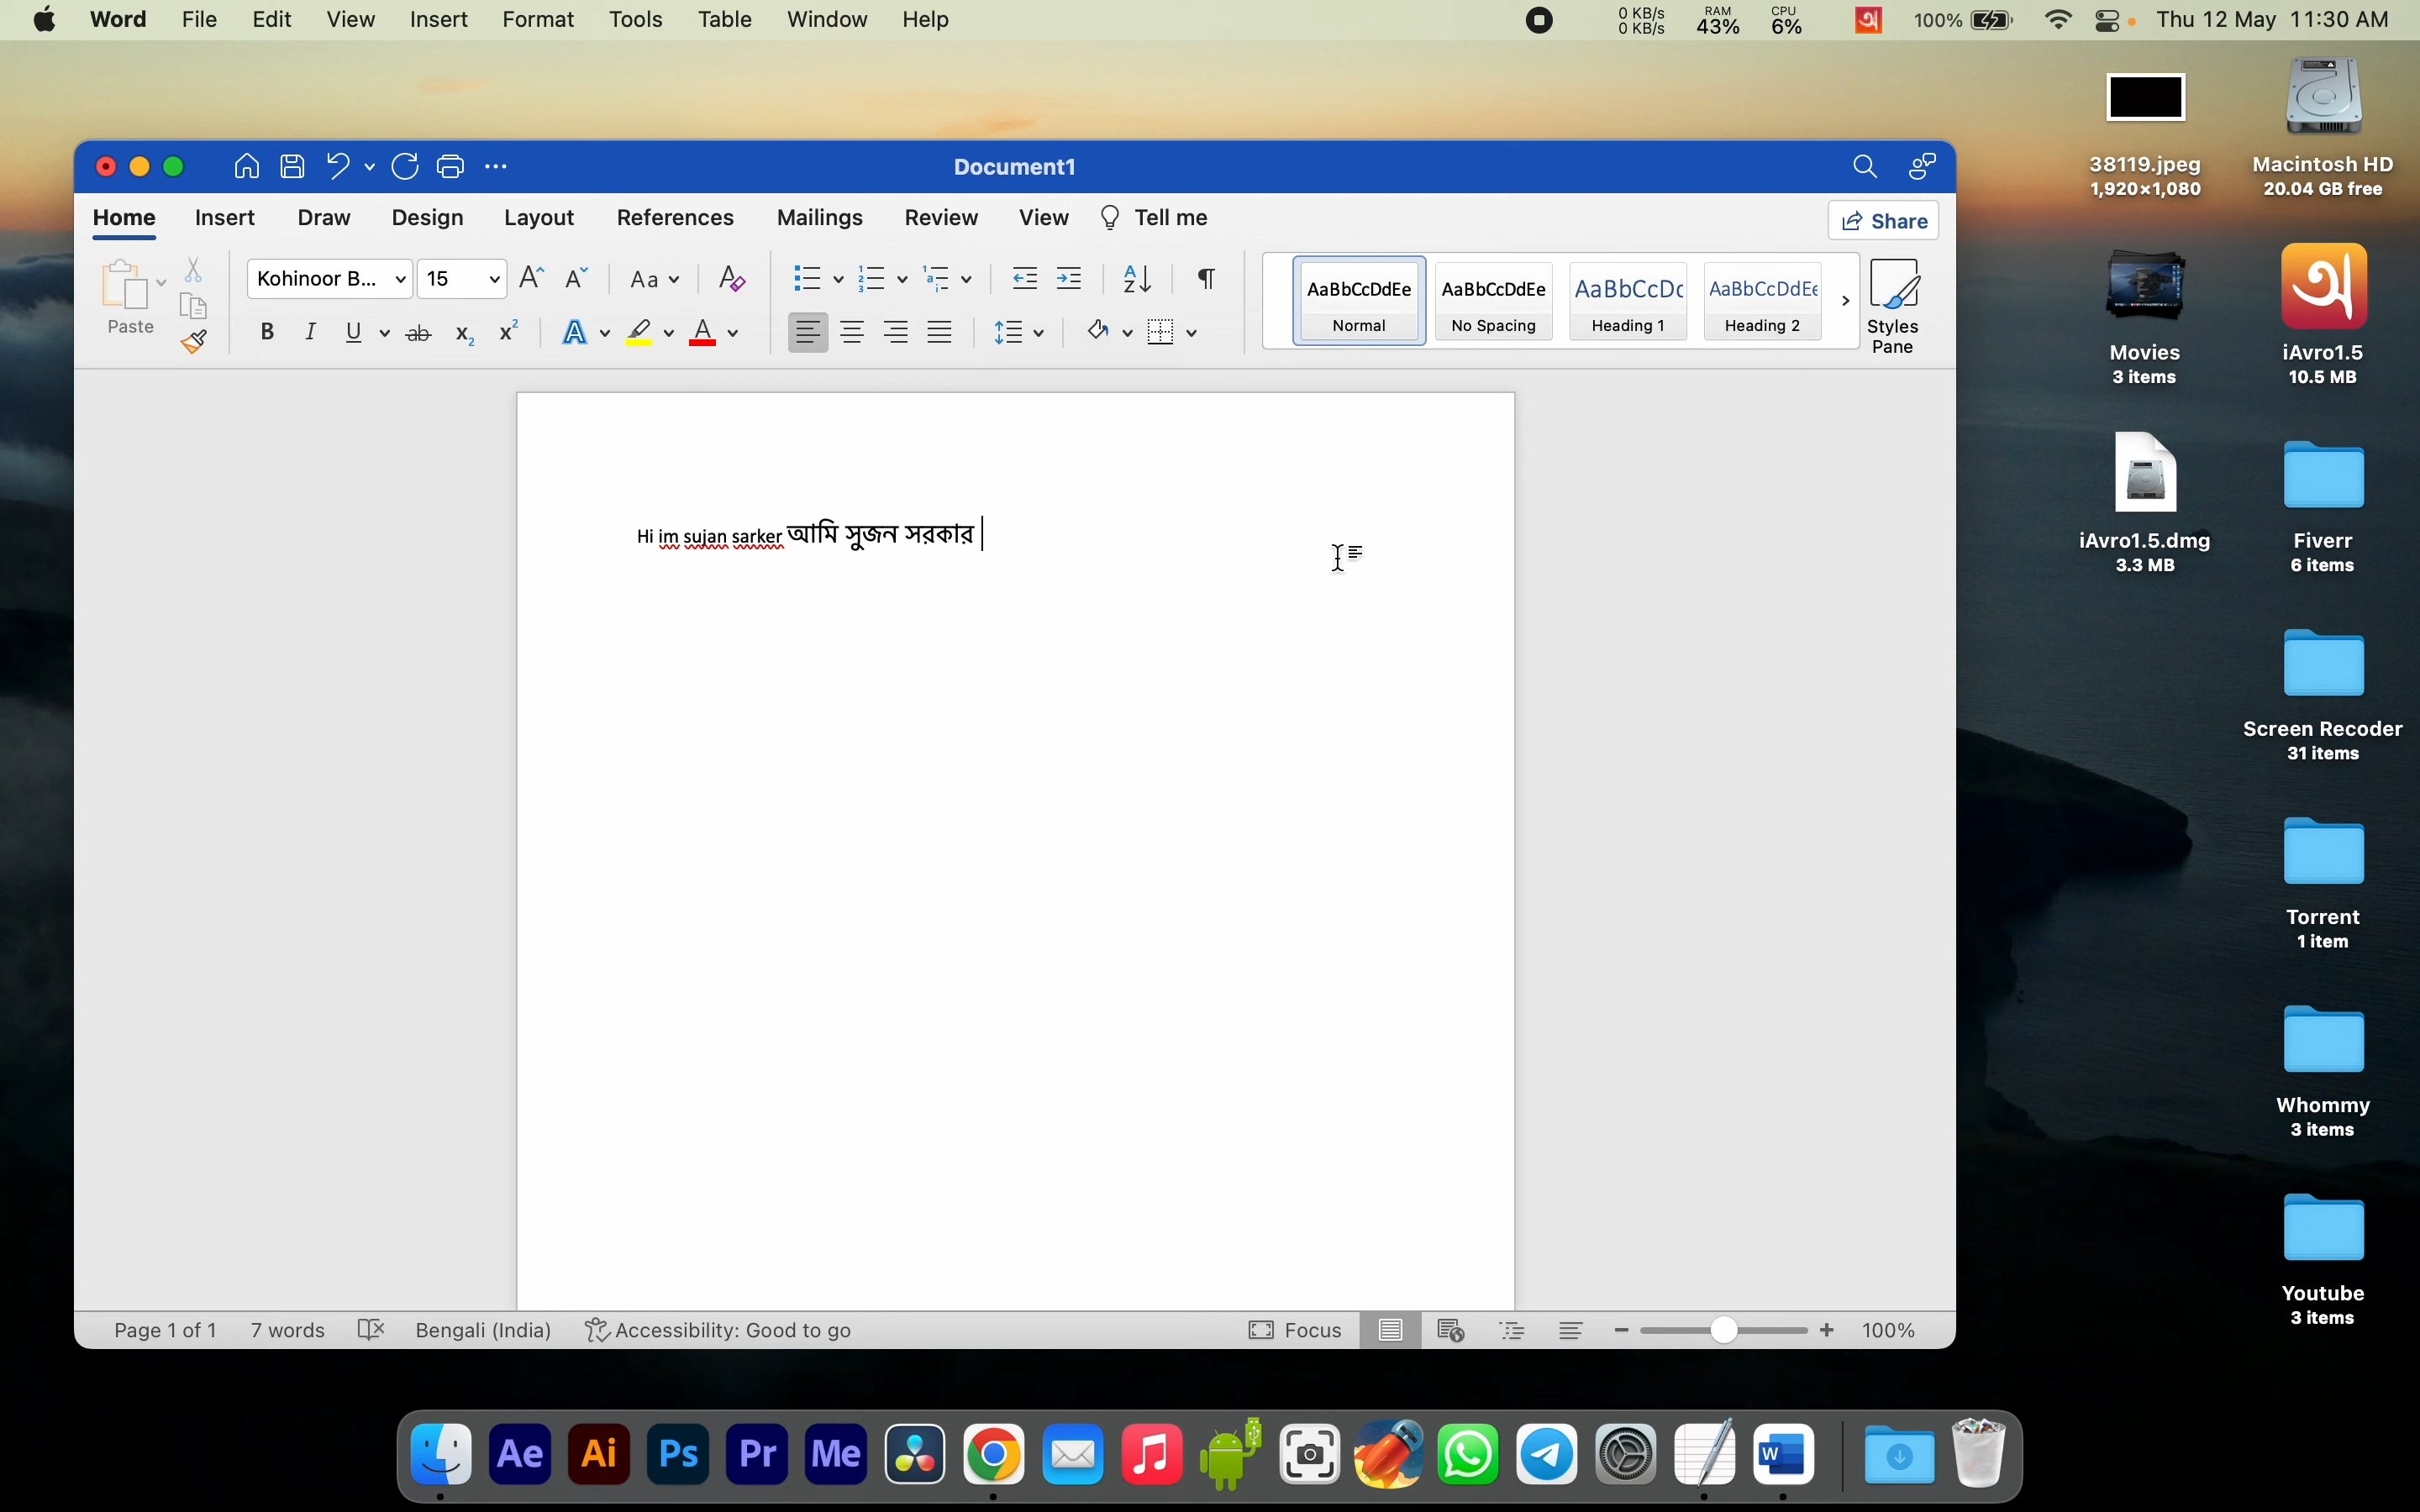 Word File Edit View Insert Format Tools Table Window Help 0 KB/s RAM CPU অ 100% Thu 12 May 11:30 AM
0 KB/s 43% 6%
Document1
Home Insert Draw Design Layout References Mailings Review View Tell me Share
Paste Kohinoor B... 15 Aa
AaBbCcDdEe AaBbCcDdEe AaBbCcDc AaBbCcDdEe
Normal No Spacing Heading 1 Heading 2
Styles
Pane
Hi im sujan sarker আমি সুজন সরকার
Page 1 of 1 7 words Bengali (India) Accessibility: Good to go Focus 100%
38119.jpeg
1,920×1,080
Macintosh HD
20.04 GB free
Movies
3 items
অ
iAvro1.5
10.5 MB
iAvro1.5.dmg
3.3 MB
Fiverr
6 items
Screen Recoder
31 items
Torrent
1 item
Whommy
3 items
Youtube
3 items
Ae Ai Ps Pr Me W